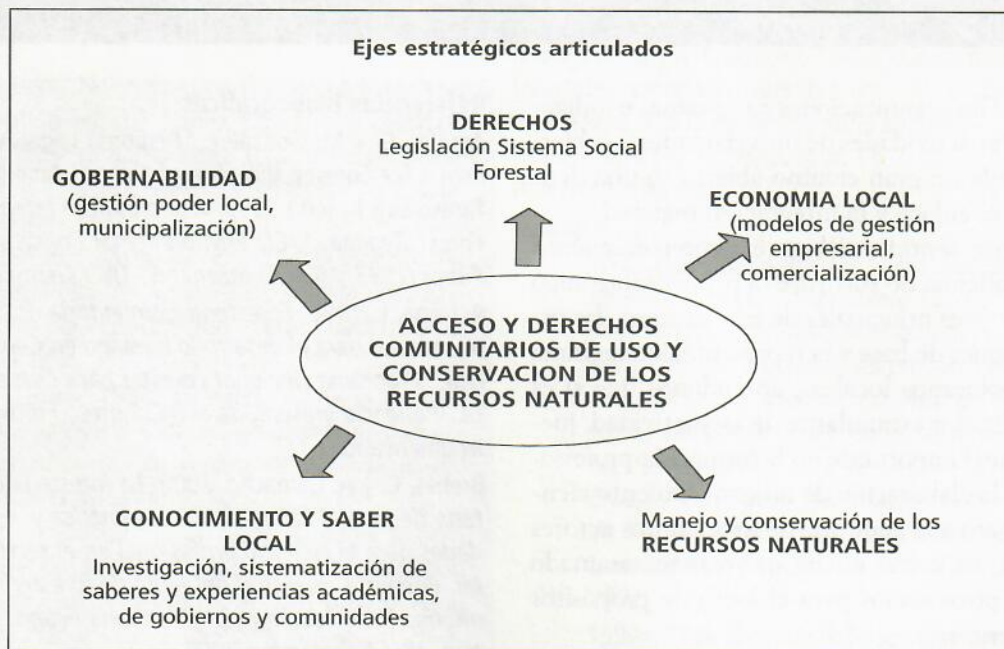 Ejes estratégicos articulados
DERECHOS
Legislación Sistema Social
Forestal
GOBERNABILIDAD
(gestión poder local,
municipalización)
ECONOMIA LOCAL
(modelos de gestión
empresarial,
comercialización)
ACCESO Y DERECHOS
COMUNITARIOS DE USO Y
CONSERVACION DE LOS
RECURSOS NATURALES
CONOCIMIENTO Y SABER
LOCAL
Investigación, sistematización de
saberes y experiencias académicas,
de gobiernos y comunidades
Manejo y conservación de los
RECURSOS NATURALES